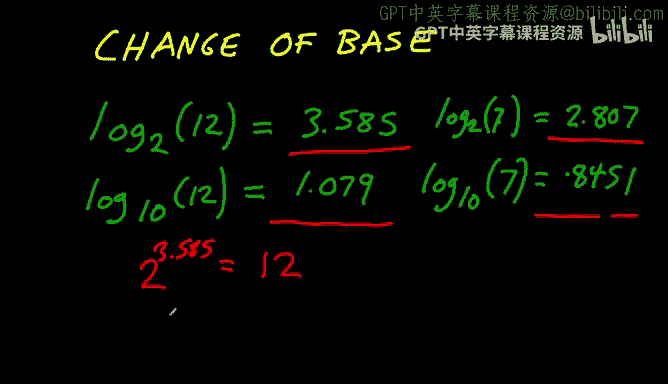 GPT中英字幕课程资源@bilibili.com
GPT中英字幕课程资源 bilibili
CHANGE OF BASE
log₂(12) = 3.585 log₂(7) = 2.807
log₁₀(12) = 1.079 log₁₀(7) = .8451
2^3.585 = 12